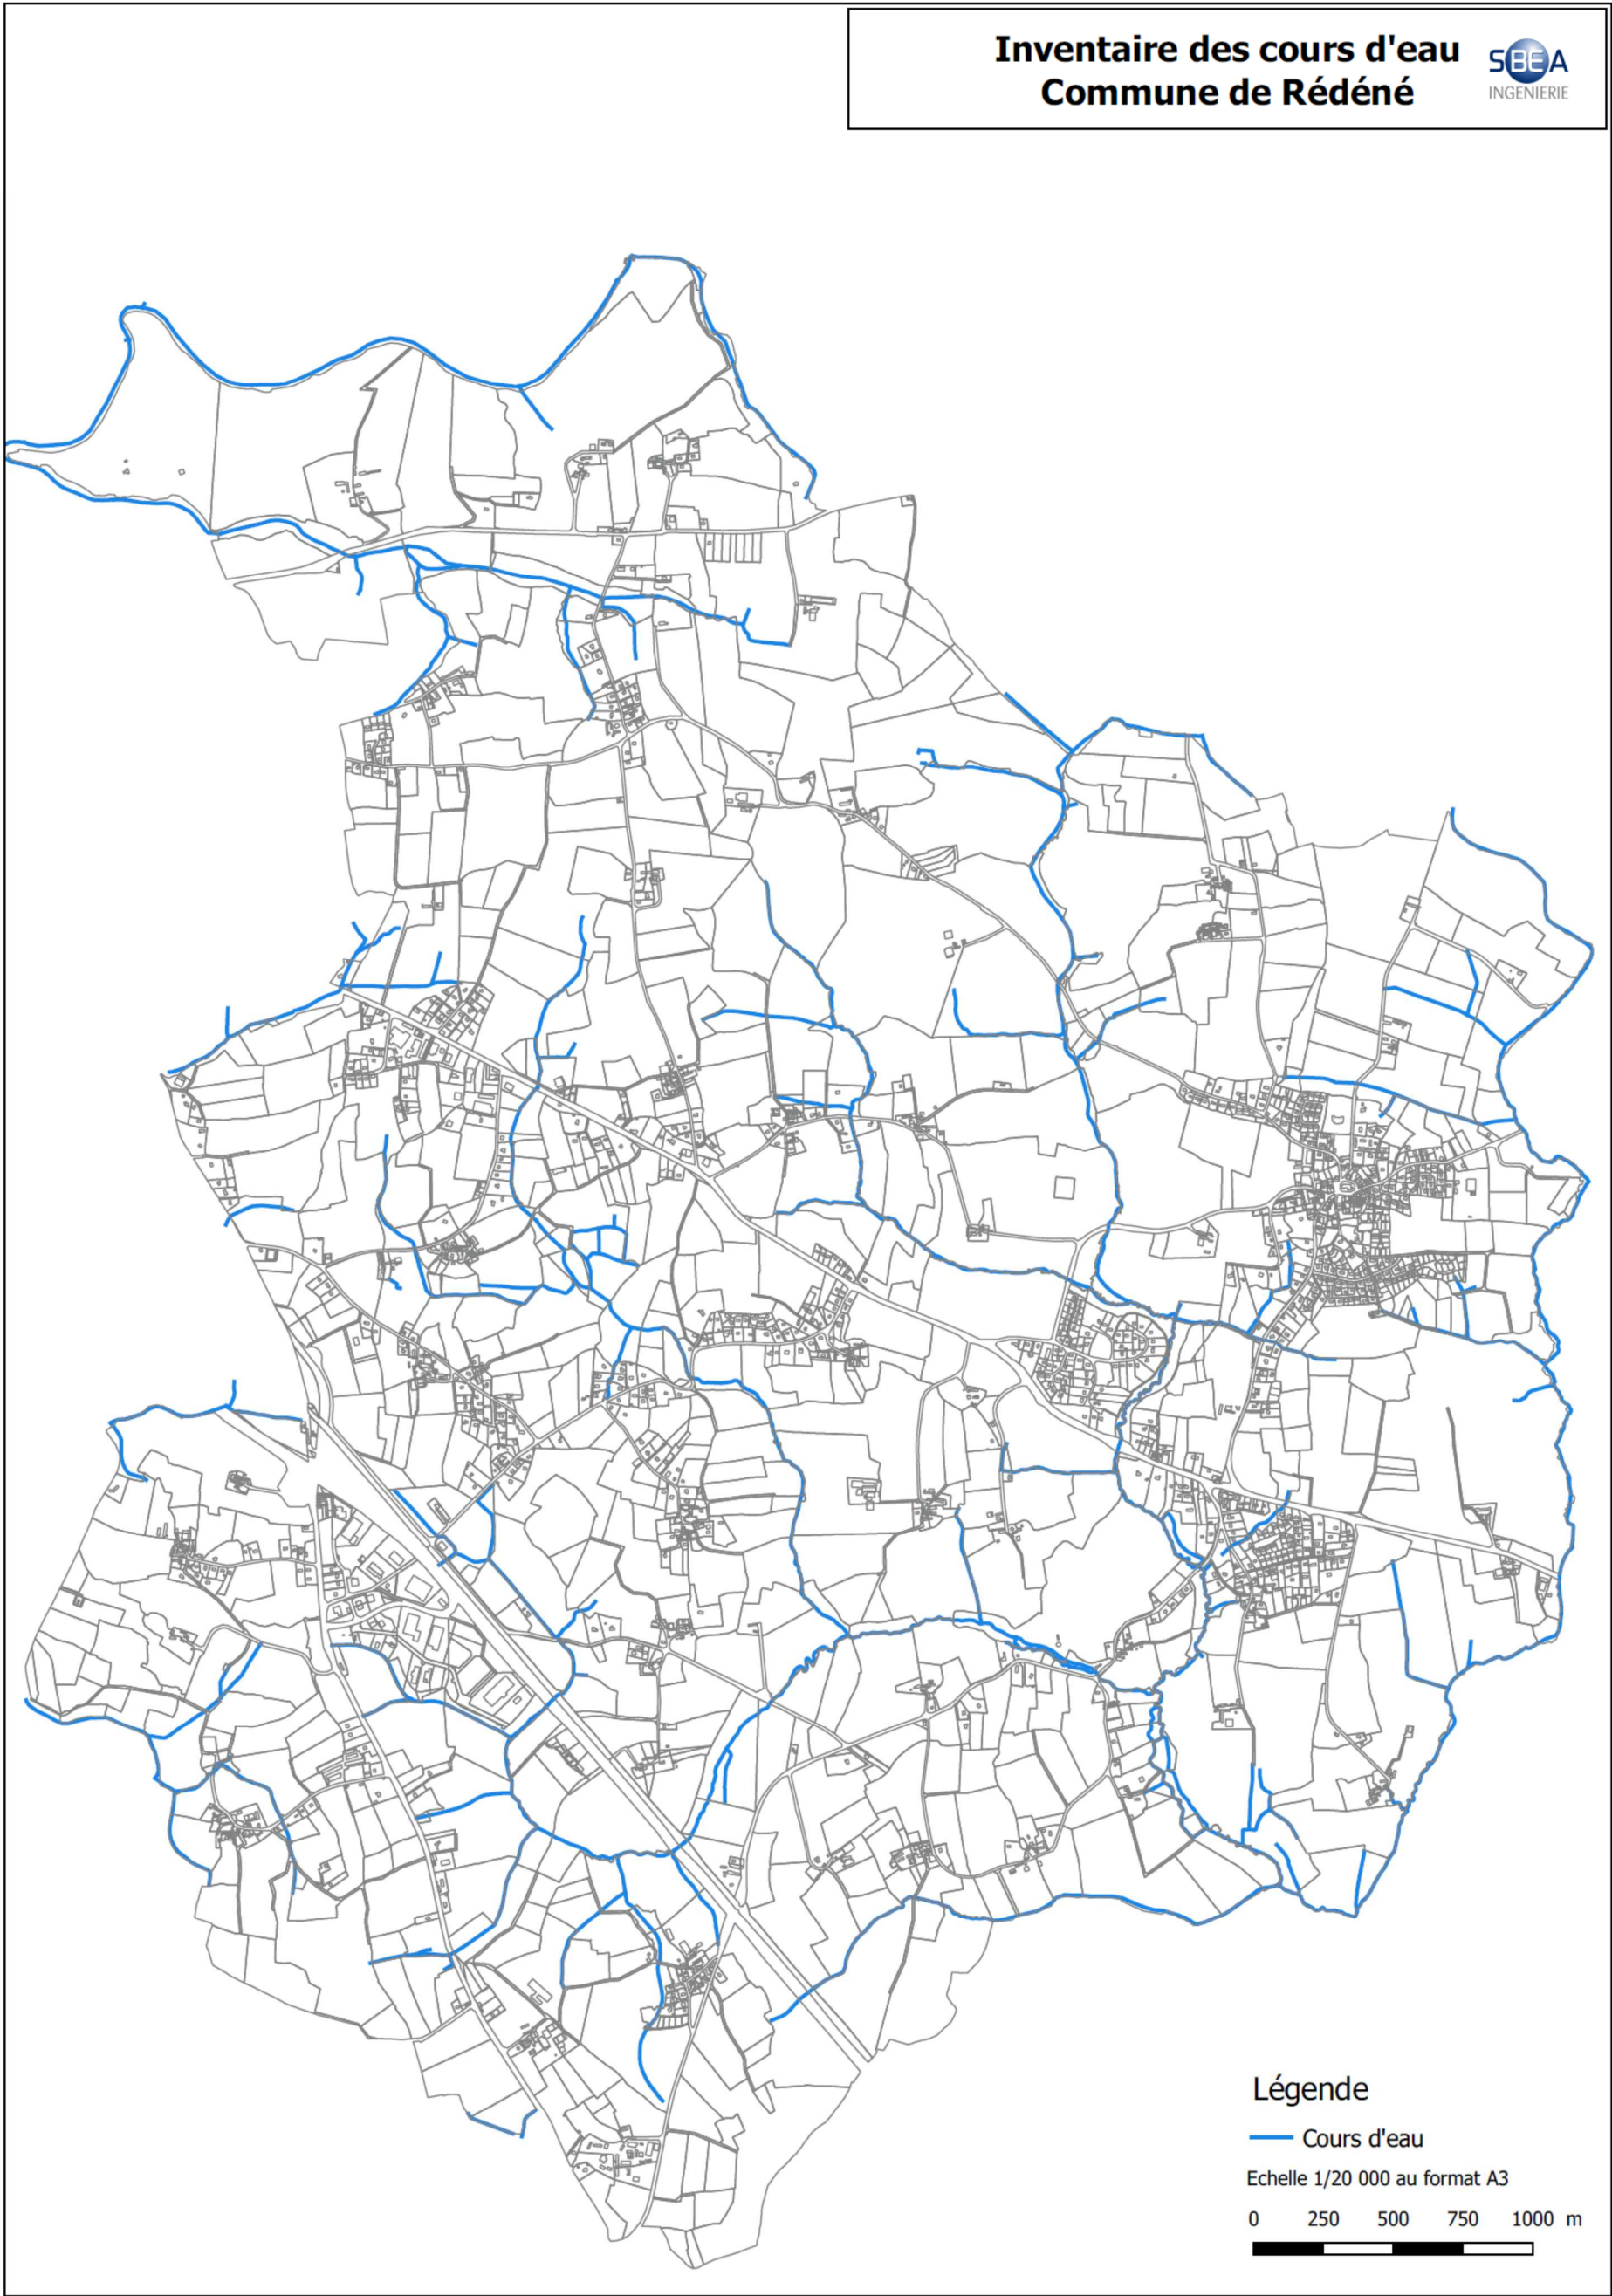 Inventaire des cours d'eau
Commune de Rédéné
SBEA
INGENIERIE
Légende
Cours d'eau
Echelle 1/20 000 au format A3
0 250 500 750 1000 m